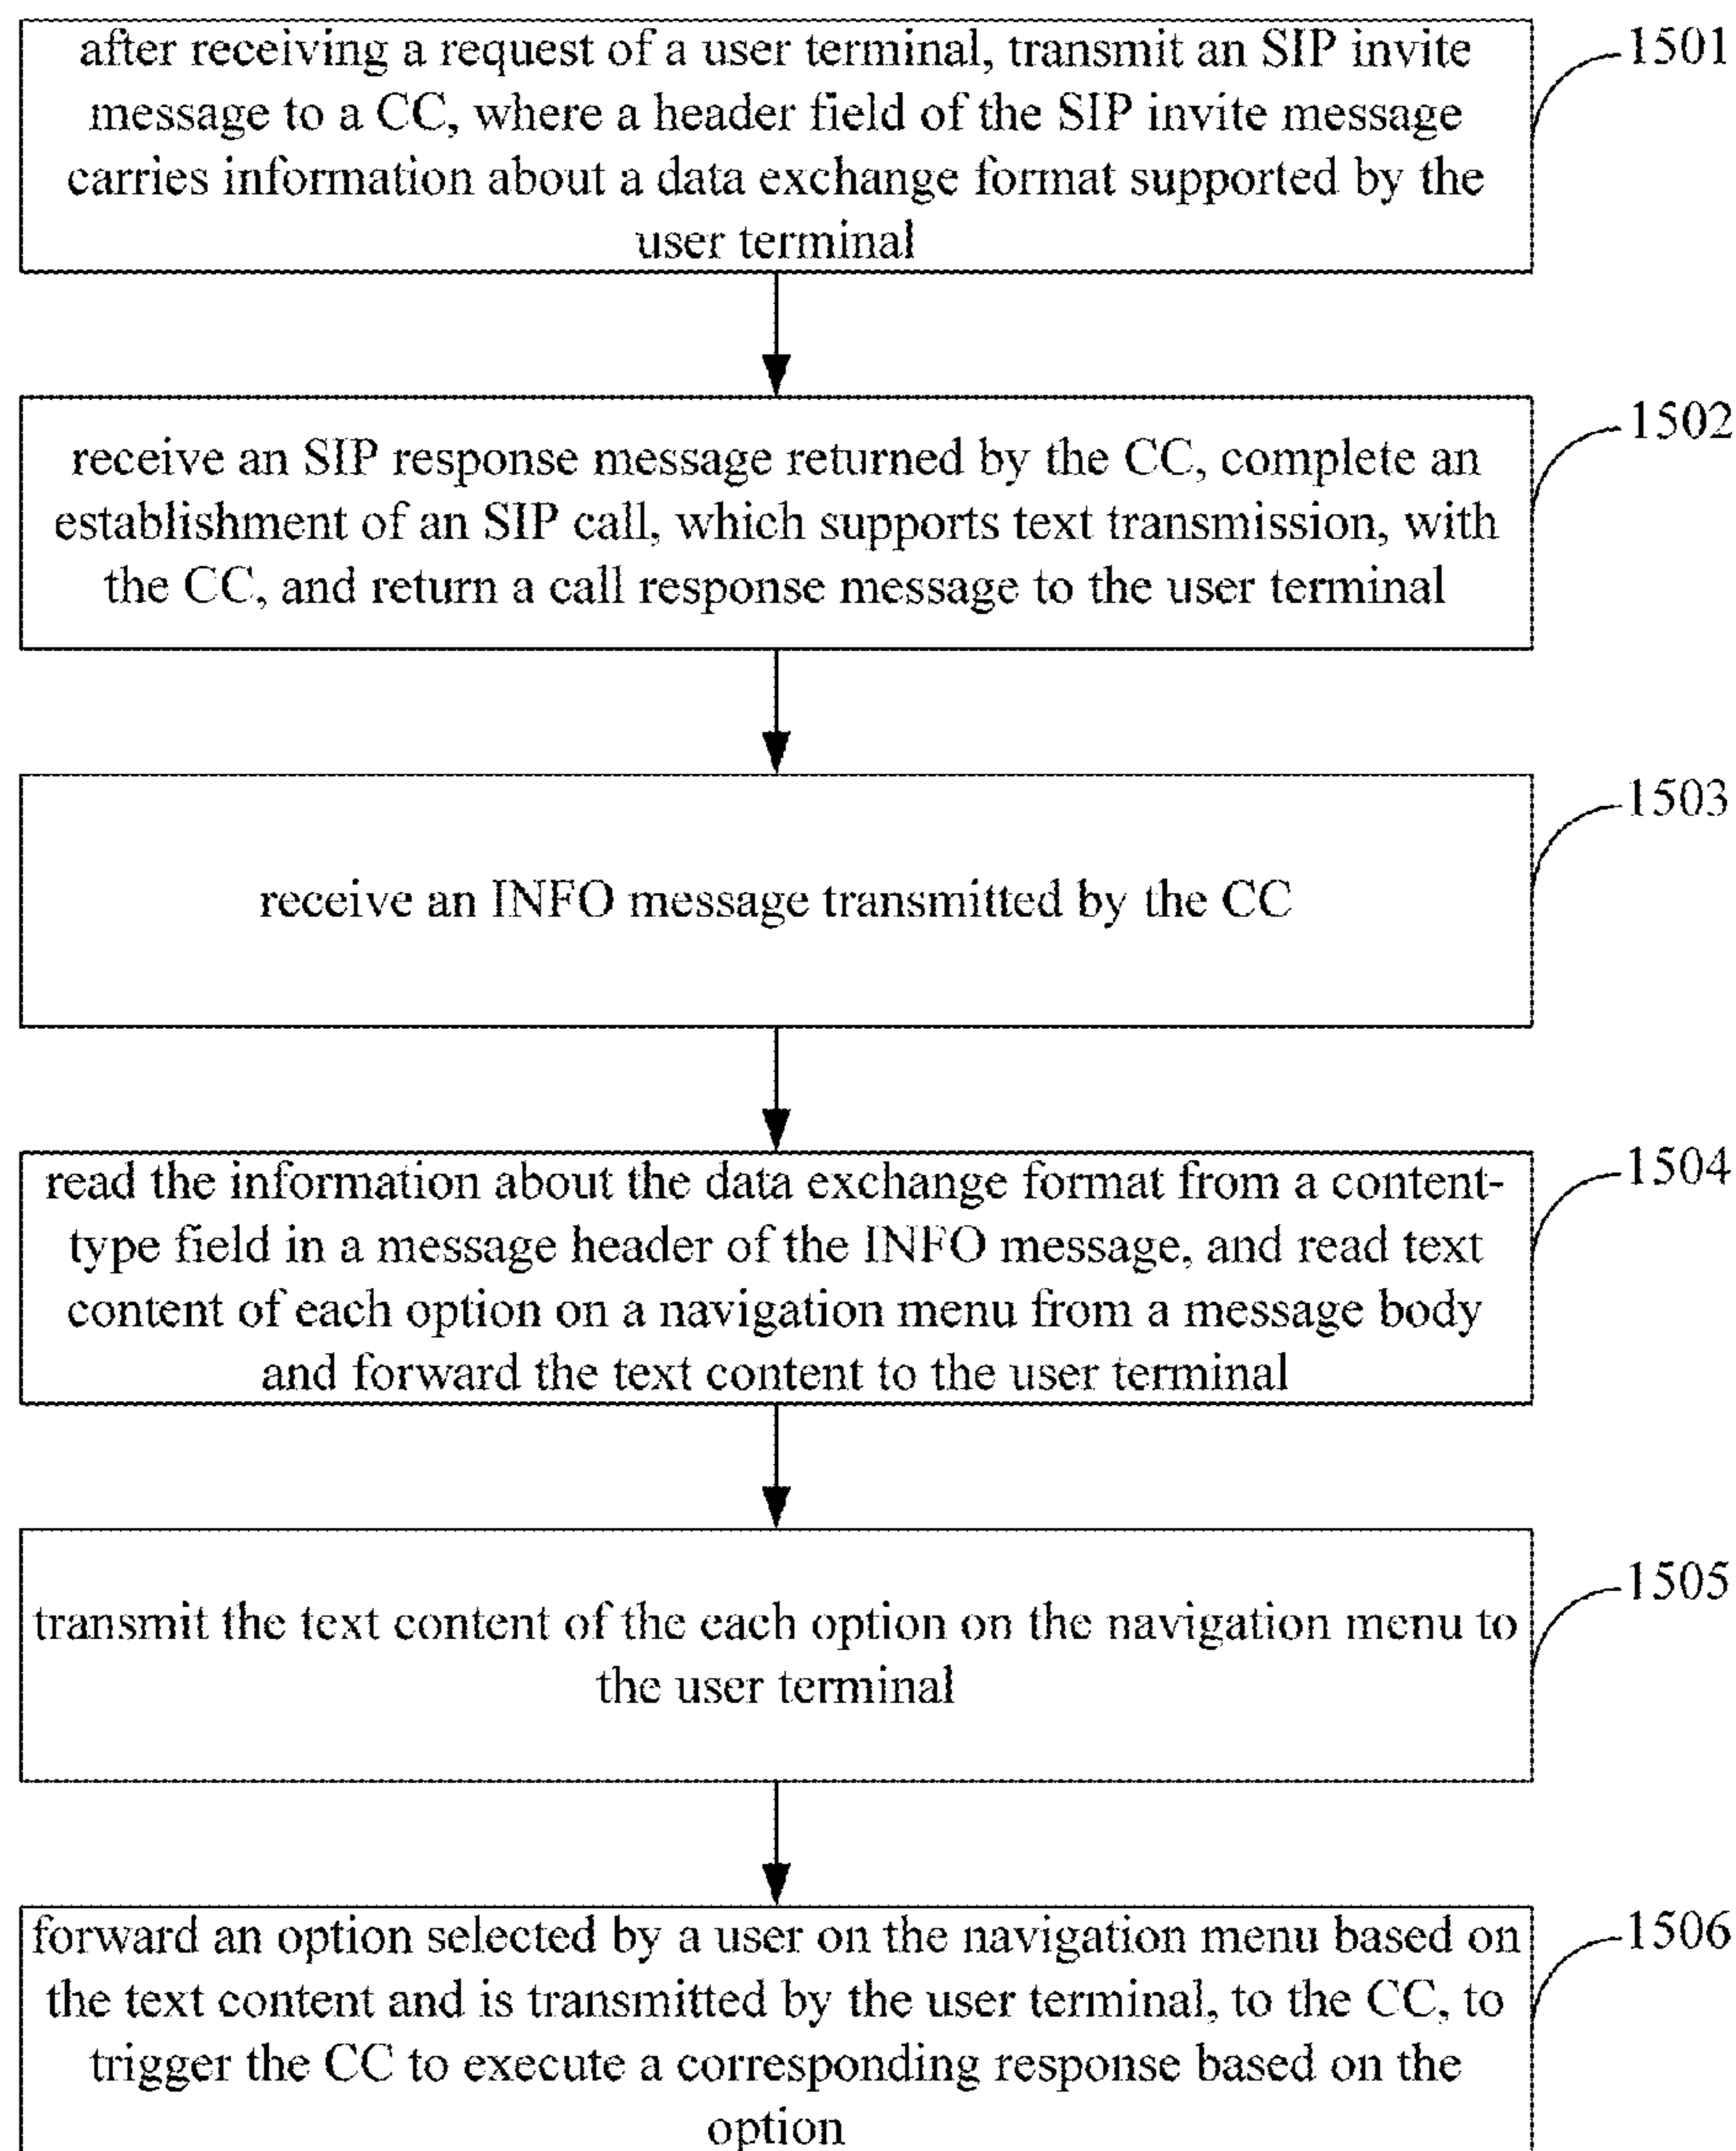 after receiving a request of a user terminal, transmit an SIP invite
message to a CC, where a header field of the SIP invite message
carries information about a data exchange format supported by the
user terminal
1501
receive an SIP response message returned by the CC, complete an
establishment of an SIP call, which supports text transmission, with
the CC, and return a call response message to the user terminal
1502
receive an INFO message transmitted by the CC
1503
read the information about the data exchange format from a content-
type field in a message header of the INFO message, and read text
content of each option on a navigation menu from a message body
and forward the text content to the user terminal
1504
transmit the text content of the each option on the navigation menu to
the user terminal
1505
forward an option selected by a user on the navigation menu based on
the text content and is transmitted by the user terminal, to the CC, to
trigger the CC to execute a corresponding response based on the
option
1506